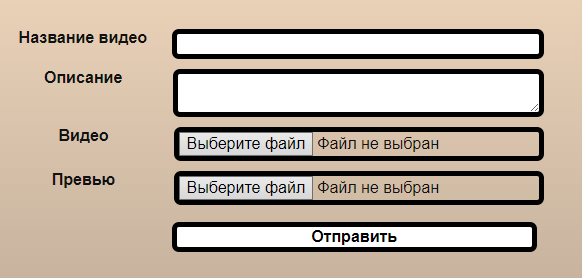 Название видео
Описание
Видео Выберите файл Файл не выбран
Превью Выберите файл Файл не выбран
Отправить